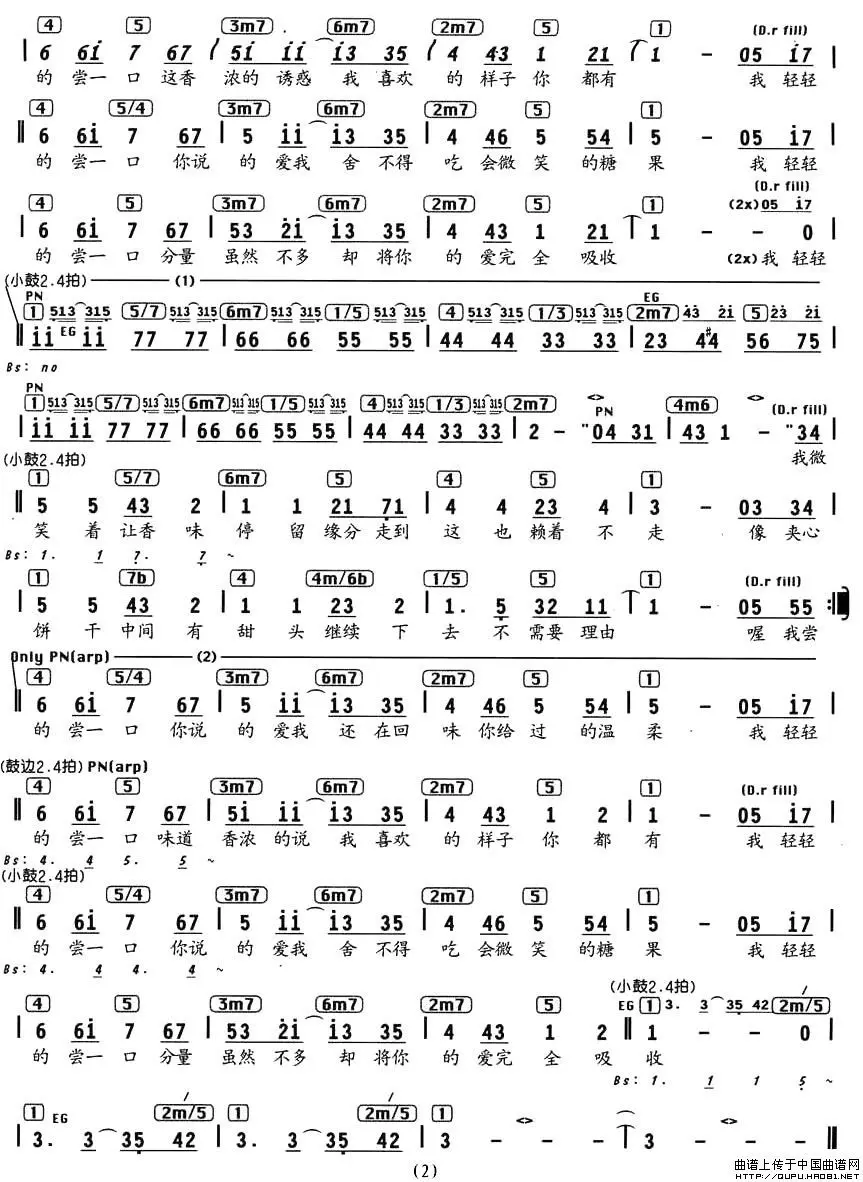 4 5 3m7 6m7 2m7 5 1 (D.r fill)
| 6 6i 7 67 | 5i ii i3 35 | 4 43 1 21 | 1 - 05 i7 |
的 尝一 口 这香 浓的 诱惑 我 喜欢 的 样子 你 都有 我 轻轻
4 5/4 3m7 6m7 2m7 5 1
‖ 6 6i 7 67 | 5 ii i3 35 | 4 46 5 54 | 5 - 05 i7 |
的 尝一 口 你说 的 爱我 舍 不得 吃 会微 笑 的糖 果 我 轻轻
(D.r fill)
4 5 3m7 6m7 2m7 5 1 (2x) 05 i7
| 6 6i 7 67 | 53 2i i3 35 | 4 43 1 21 | 1 - - 0 |
的 尝一 口 分量 虽然 不多 却 将你 的 爱完 全 吸收 (2x) 我 轻轻
(小鼓2.4拍) (1)
PN EG
1 513 315 5/7 513 315 6m7 513 315 1/5 513 315 4 513 315 1/3 513 315 2m7 43 2i 5 23 2i
‖ ii EG ii 77 77 | 66 66 55 55 | 44 44 33 33 | 23 4#4 56 75 |
Bs: no
PN
1 513 315 5/7 513 315 6m7 513 315 1/5 513 315 4 513 315 1/3 513 315 2m7 <> PN 4m6 <> (D.r fill)
| ii ii 77 77 | 66 66 55 55 | 44 44 33 33 | 2 - "04 31 | 43 1 - "34 |
我微
(小鼓2.4拍)
1 5/7 6m7 5 4 5 1
‖ 5 5 43 2 | 1 1 21 71 | 4 4 23 4 | 3 - 03 34 |
笑 着 让香 味 停 留 缘分 走到 这 也 赖着 不 走 像 夹心
Bs: 1. 1 7. 7 ~
1 7b 4 4m/6b 1/5 5 1 (D.r fill)
| 5 5 43 2 | 1 1 23 2 | 1. 5 32 11 | 1 - 05 55 :‖
饼 干 中间 有 甜 头 继续 下 去 不 需要 理由 喔 我尝
Only PN(arp) (2)
4 5/4 3m7 6m7 2m7 5 1
‖ 6 6i 7 67 | 5 ii i3 35 | 4 46 5 54 | 5 - 05 i7 |
的 尝一 口 你说 的 爱我 还 在回 味 你给 过 的温 柔 我 轻轻
(鼓边2.4拍) PN(arp)
4 5 3m7 6m7 2m7 5 1 (D.r fill)
‖ 6 6i 7 67 | 5i ii i3 35 | 4 43 1 2 | 1 - 05 i7 |
的 尝一 口 味道 香浓 的说 我 喜欢 的 样子 你 都 有 我 轻轻
Bs: 4. 4 5. 5 ~
(小鼓2.4拍)
4 5/4 3m7 6m7 2m7 5 1
‖ 6 6i 7 67 | 5 ii i3 35 | 4 46 5 54 | 5 - 05 i7 |
的 尝一 口 你说 的 爱我 舍 不得 吃 会微 笑 的糖 果 我 轻轻
Bs: 4. 4 4. 4 ~
(小鼓2.4拍)
4 5 3m7 6m7 2m7 5 EG 1 3. 3 35 42 2m/5
| 6 6i 7 67 | 53 2i i3 35 | 4 43 1 2 ‖ 1 - - 0 |
的 尝一 口 分量 虽然 不多 却 将你 的 爱完 全 吸 收
Bs: 1. 1 1 5 ~
1 EG 2m/5 1 2m/5 1 <> <>
| 3. 3 35 42 | 3. 3 35 42 | 3 - - - | 3 - - - ‖
(2)
曲谱上传于中国曲谱网
HTTP://QUPU.HAO81.NET